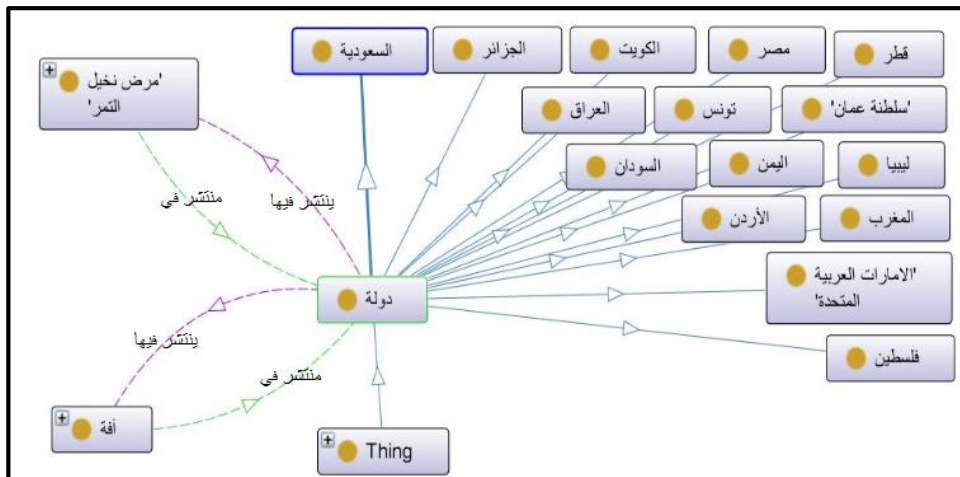 السعودية
الجزائر
الكويت
مصر
قطر
'مرض نخيل
التمر'
العراق
تونس
'سلطنة عمان'
السودان
اليمن
ليبيا
الأردن
المغرب
منتشر في
ينتشر فيها
دولة
'الامارات العربية
المتحدة'
ينتشر فيها
منتشر في
فلسطين
آفة
Thing